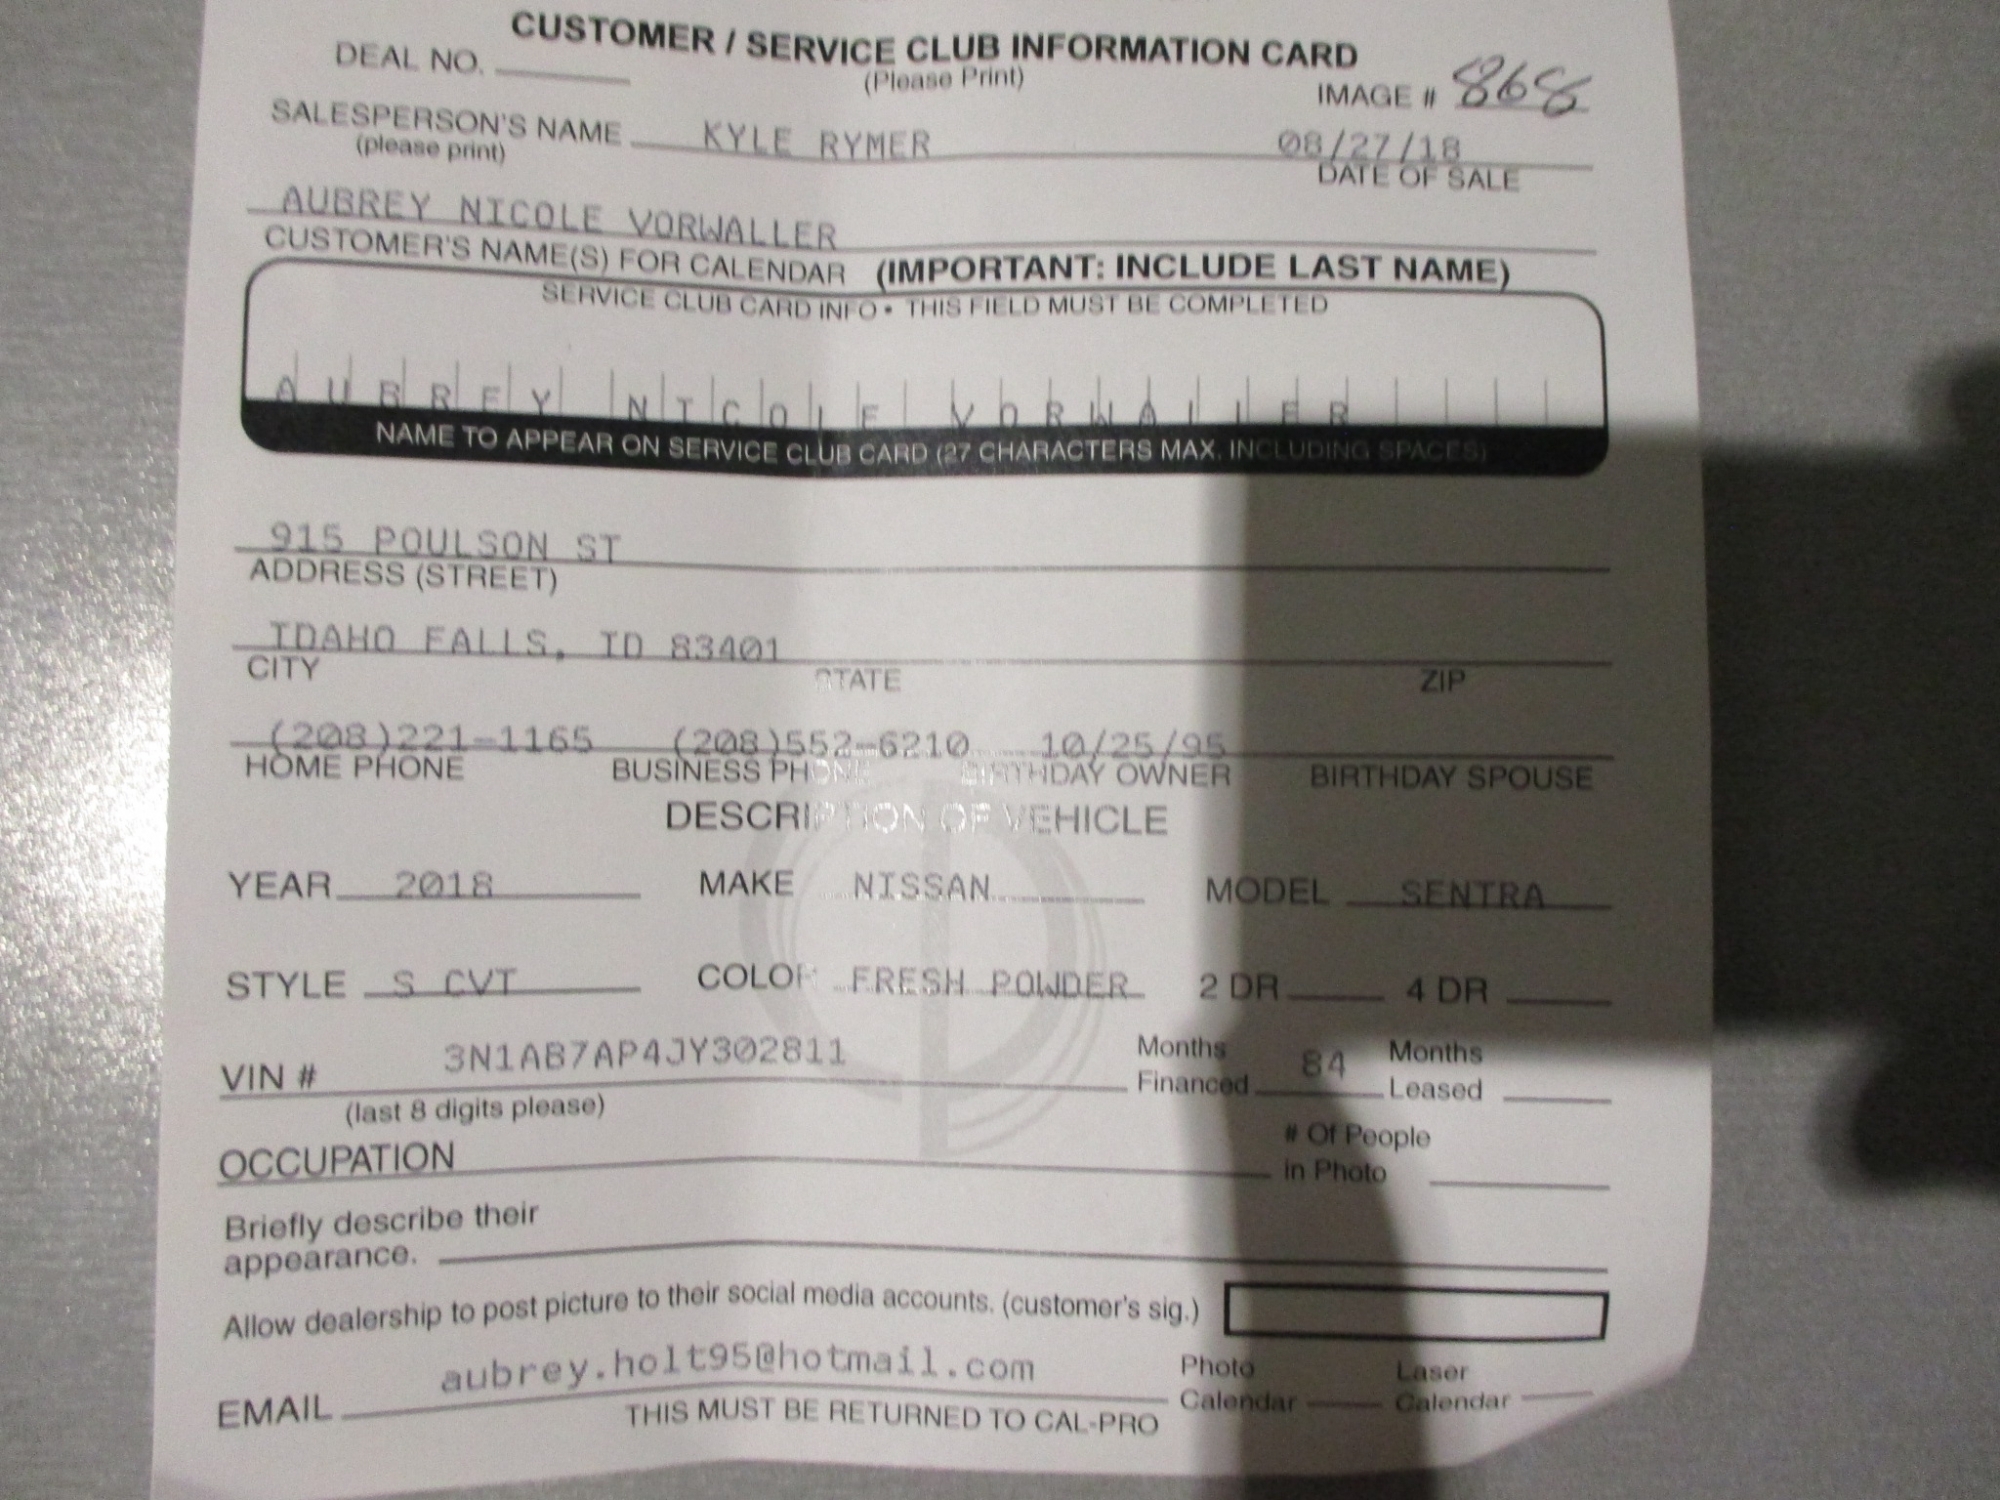 CUSTOMER / SERVICE CLUB INFORMATION CARD
DEAL NO.
(Please Print)
IMAGE # 868
SALESPERSON'S NAME KYLE RYMER 08/27/18
(please print) DATE OF SALE
AUBREY NICOLE VORWALLER
CUSTOMER'S NAME(S) FOR CALENDAR (IMPORTANT: INCLUDE LAST NAME)
SERVICE CLUB CARD INFO • THIS FIELD MUST BE COMPLETED
AUBREY NICOLE VORWALLER
NAME TO APPEAR ON SERVICE CLUB CARD (27 CHARACTERS MAX. INCLUDING SPACES)
915 POULSON ST
ADDRESS (STREET)
IDAHO FALLS, ID 83401
CITY STATE ZIP
(208)221-1165 (208)552-6210 10/25/95
HOME PHONE BUSINESS PHONE BIRTHDAY OWNER BIRTHDAY SPOUSE
DESCRIPTION OF VEHICLE
YEAR 2018 MAKE NISSAN MODEL SENTRA
STYLE S CVT COLOR FRESH POWDER 2 DR 4 DR
VIN # 3N1AB7AP4JY302811 Months Financed 84 Months Leased
(last 8 digits please)
OCCUPATION # Of People in Photo
Briefly describe their
appearance.
Allow dealership to post picture to their social media accounts. (customer's sig.)
EMAIL aubrey.holt95@hotmail.com Photo Calendar Laser Calendar
THIS MUST BE RETURNED TO CAL-PRO